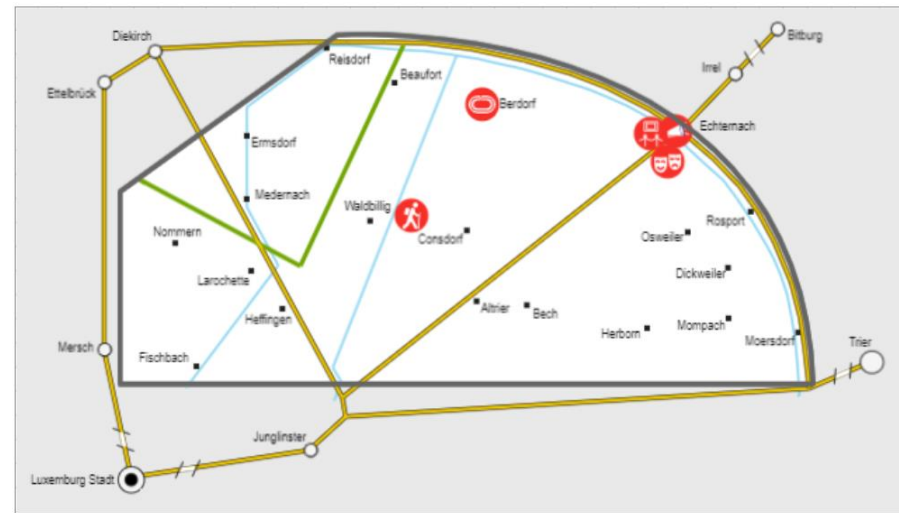 Bitburg
Diekirch
Irrel
Reisdorf
Beaufort
Ettelbrück
Berdorf
Echternach
Ermsdorf
Medernach
Waldbillig
Rosport
Nommern
Consdorf
Osweiler
Larochette
Dickweiler
Altrier
Heffingen
Bech
Herborn
Mompach
Moersdorf
Mersch
Fischbach
Trier
Junglinster
Luxemburg Stadt